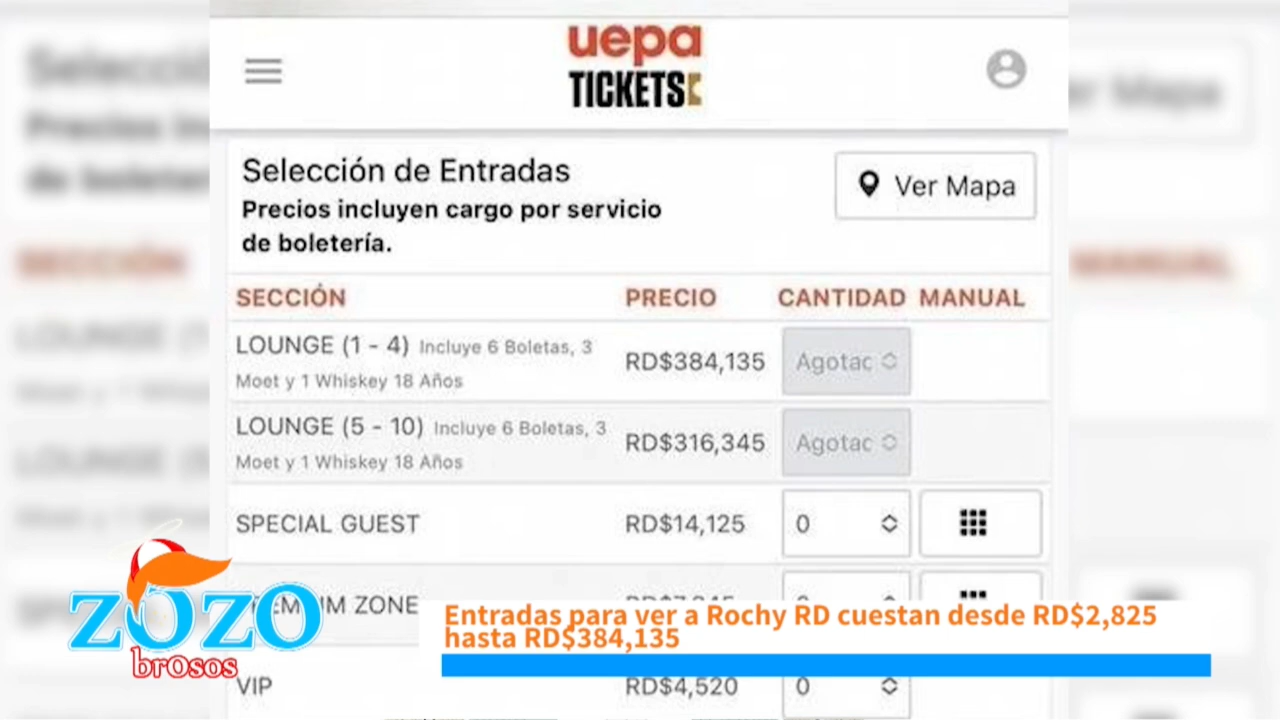 uepa
TICKETS
Selección de Entradas
Ver Mapa
Precios incluyen cargo por servicio
de boletería.
SECCIÓN PRECIO CANTIDAD MANUAL
LOUNGE (1 - 4) Incluye 6 Boletas, 3
Moet y 1 Whiskey 18 Años
RD$384,135 Agotac
LOUNGE (5 - 10) Incluye 6 Boletas, 3
Moet y 1 Whiskey 18 Años
RD$316,345 Agotac
SPECIAL GUEST RD$14,125 0
ZONE
VIP RD$4,520 0
ZOZO
brOsos
Entradas para ver a Rochy RD cuestan desde RD$2,825
hasta RD$384,135